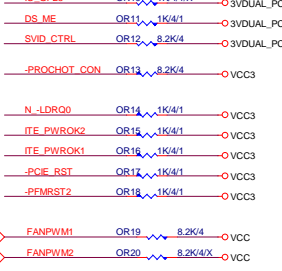 DS_ME OR11 1K/4/1 3VDUAL_PC
SVID_CTRL OR12 8.2K/4 3VDUAL_PC
-PROCHOT_CON OR13 8.2K/4 VCC3
N_-LDRQ0 OR14 1K/4/1 VCC3
ITE_PWROK2 OR15 1K/4/1 VCC3
ITE_PWROK1 OR16 1K/4/1 VCC3
-PCIE_RST OR17 1K/4/1 VCC3
-PFMRST2 OR18 1K/4/1 VCC3
FANPWM1 OR19 8.2K/4 VCC
FANPWM2 OR20 8.2K/4/X VCC